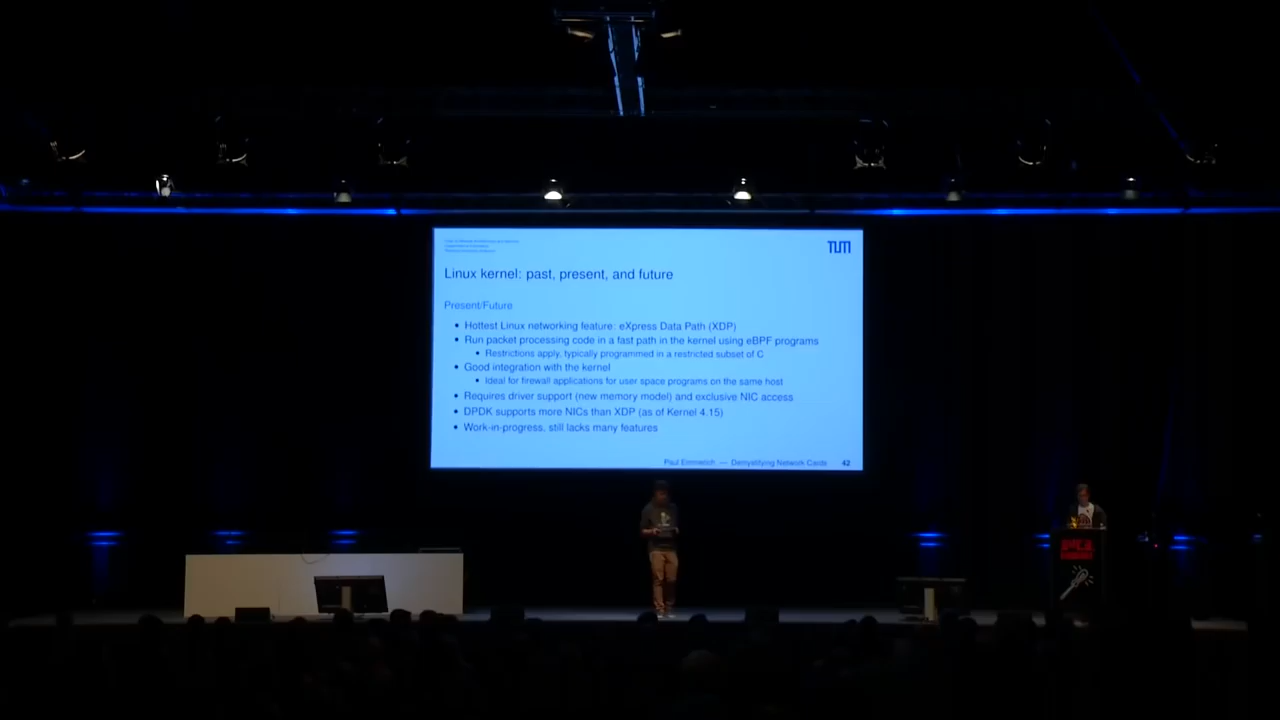 TUM
Linux kernel: past, present, and future
Present/Future
• Hottest Linux networking feature: eXpress Data Path (XDP)
• Run packet processing code in a fast path in the kernel using eBPF programs
• Restrictions apply, typically programmed in a restricted subset of C
• Good integration with the kernel
• Ideal for firewall applications for user space programs on the same host
• Requires driver support (new memory model) and exclusive NIC access
• DPDK supports more NICs than XDP (as of Kernel 4.15)
• Work-in-progress, still lacks many features
Paul Emmerich — Demystifying Network Cards 42